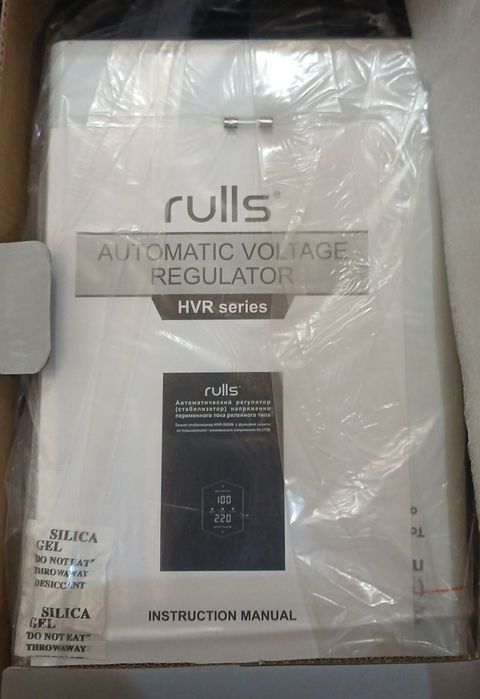 rulls®
AUTOMATIC VOLTAGE
REGULATOR
HVR series
rulls®
Автоматический регулятор
(стабилизатор) напряжения
переменного тока релейного типа
100
220
INSTRUCTION MANUAL
SILICA
GEL
"DO NOT EAT"
THROWAWAY
DESICCANT
SILICA
GEL
"DO NOT EAT"
THROWAWAY